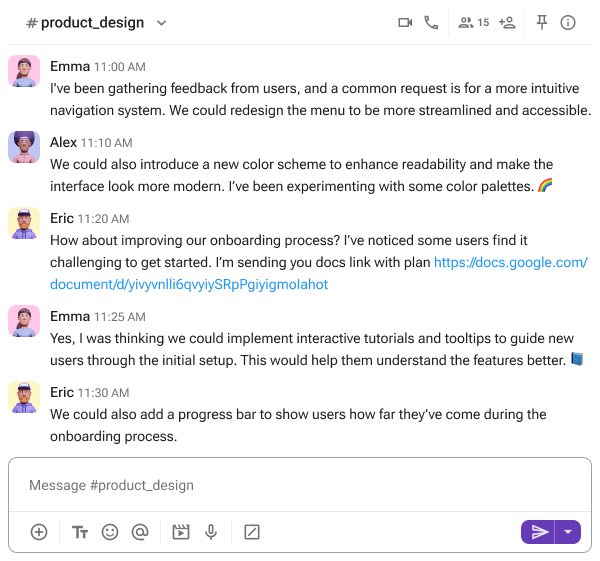 # product_design
15
Emma 11:00 AM
I've been gathering feedback from users, and a common request is for a more intuitive
navigation system. We could redesign the menu to be more streamlined and accessible.
Alex 11:10 AM
We could also introduce a new color scheme to enhance readability and make the
interface look more modern. I’ve been experimenting with some color palettes. 🌈
Eric 11:20 AM
How about improving our onboarding process? I’ve noticed some users find it
challenging to get started. I’m sending you docs link with plan https://docs.google.com/
document/d/yivyvnlli6qvyiySRpPgiyigmolahot
Emma 11:25 AM
Yes, I was thinking we could implement interactive tutorials and tooltips to guide new
users through the initial setup. This would help them understand the features better. 📘
Eric 11:30 AM
We could also add a progress bar to show users how far they’ve come during the
onboarding process.
Message #product_design